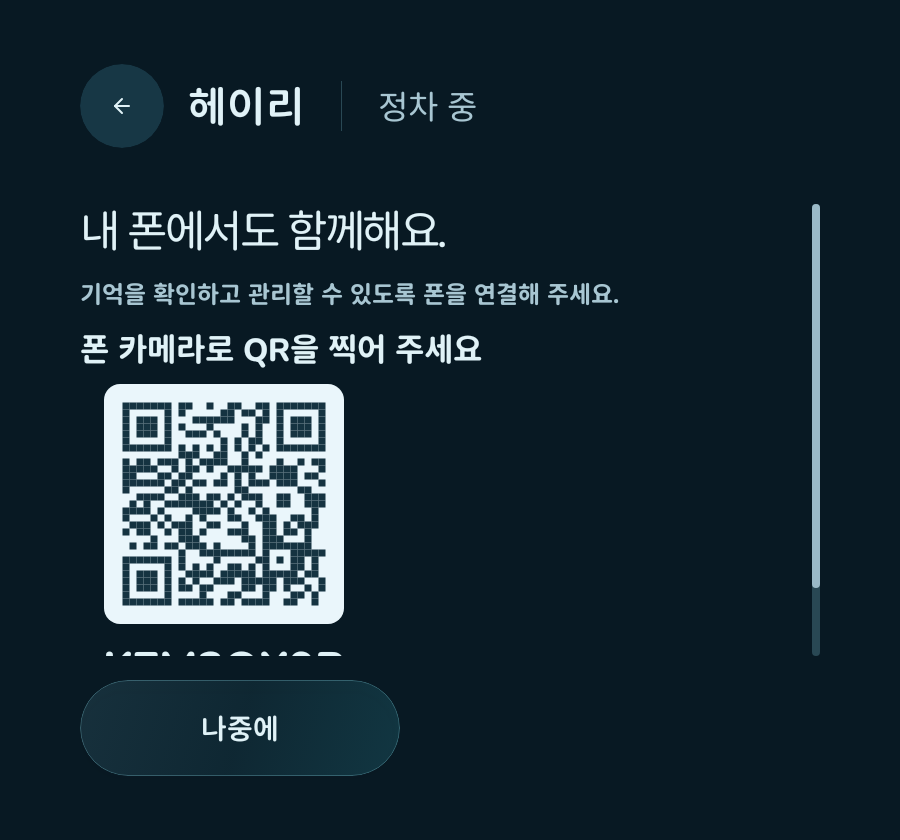 헤이리
정차 중
내 폰에서도 함께해요.
기억을 확인하고 관리할 수 있도록 폰을 연결해 주세요.
폰 카메라로 QR을 찍어 주세요
나중에